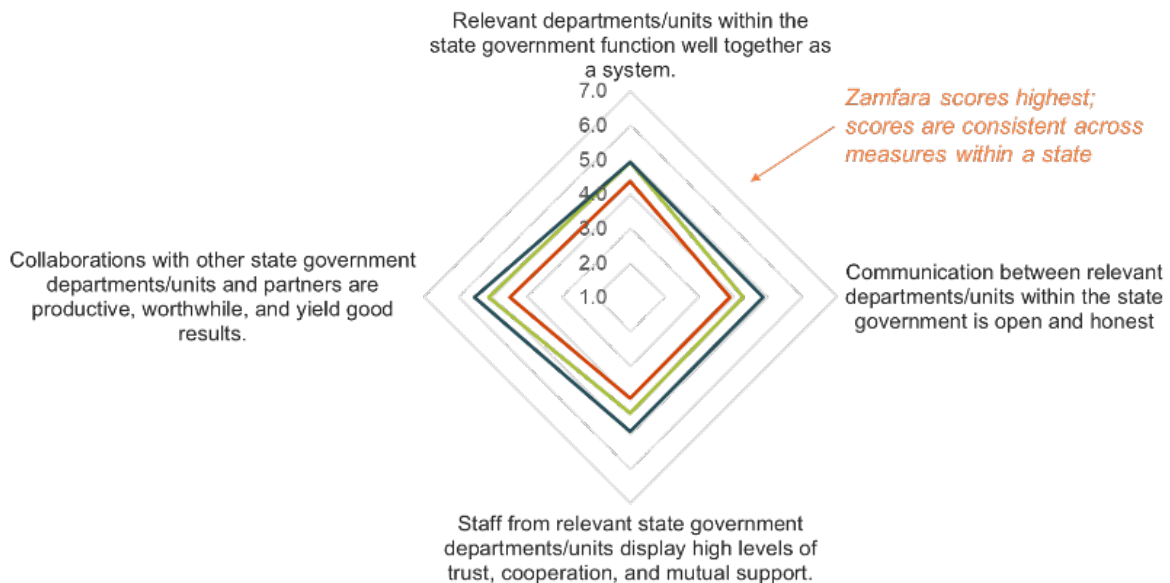 Relevant departments/units within the
state government function well together as
a system.
7.0
6.0
5.0
4.0
3.0
2.0
1.0
Zamfara scores highest;
scores are consistent across
measures within a state
Collaborations with other state government
departments/units and partners are
productive, worthwhile, and yield good
results.
Communication between relevant
departments/units within the state
government is open and honest
Staff from relevant state government
departments/units display high levels of
trust, cooperation, and mutual support.